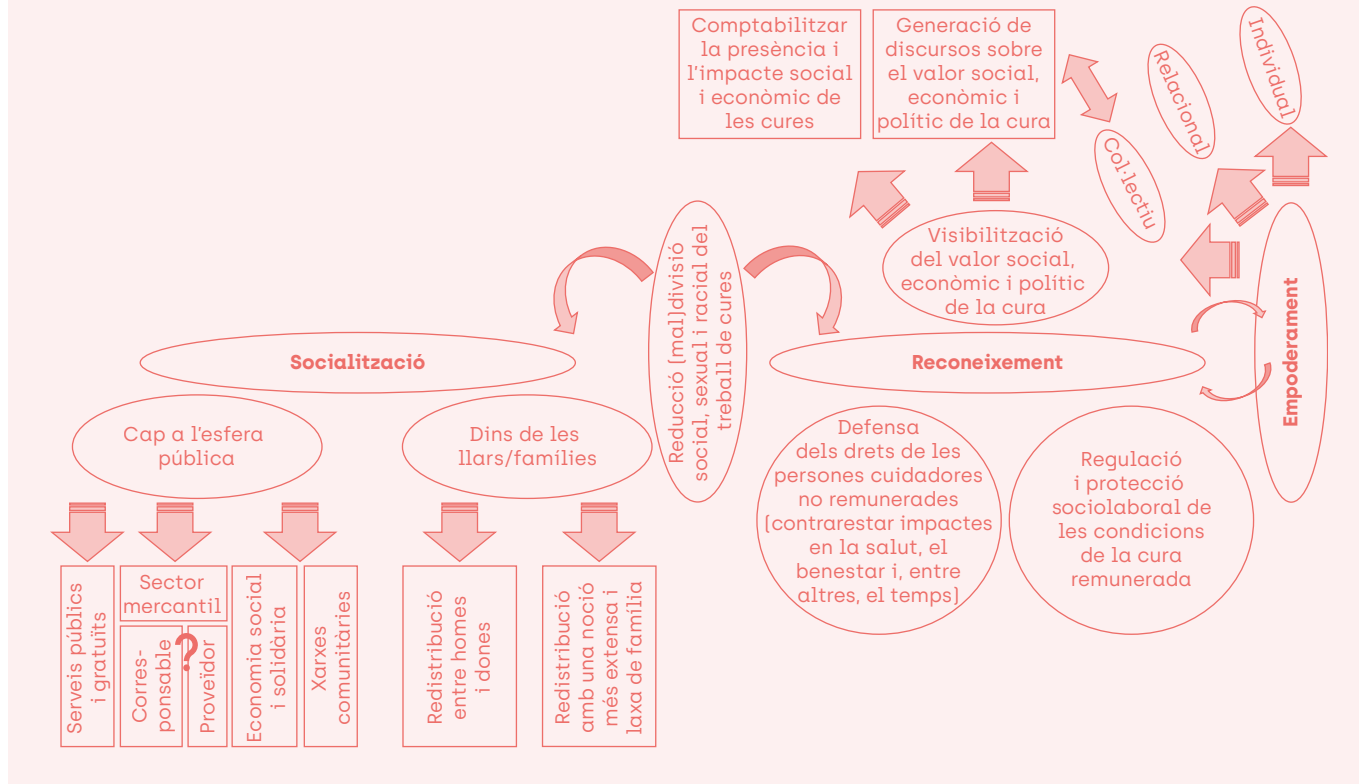 Comptabilitzar
la presència i
l'impacte social
i econòmic de
les cures
Generació de
discursos sobre
el valor social,
econòmic i
polític de la cura
Col·lectiu
Relacional
Individual
Visibilització
del valor social,
econòmic i polític
de la cura
Reducció (mal)divisió
social, sexual i racial del
treball de cures
Socialització
Reconeixement
Empoderament
Cap a l'esfera
pública
Dins de les
llars/famílies
Defensa
dels drets de les
persones cuidadores
no remunerades
(contrarestar impactes
en la salut, el
benestar i, entre
altres, el temps)
Regulació
i protecció
sociolaboral de
les condicions
de la cura
remunerada
Serveis públics
i gratuïts
Sector
mercantil
Corres-
ponsable
?
Proveïdor
Economia social
i solidària
Xarxes
comunitàries
Redistribució
entre homes
i dones
Redistribució
amb una noció
més extensa i
laxa de família